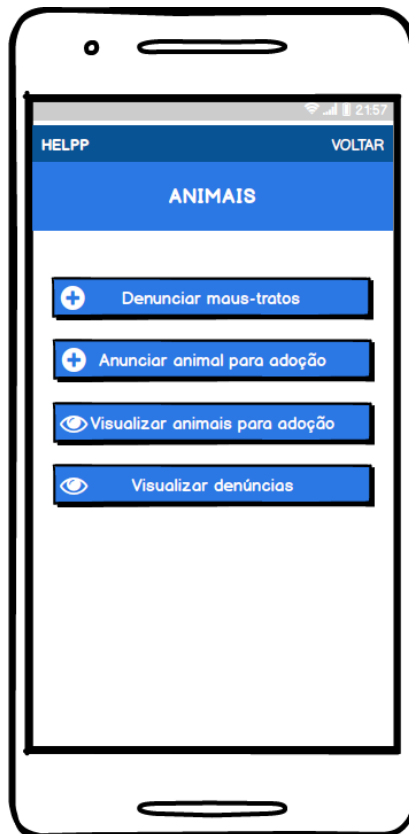 21:57
HELPP VOLTAR
ANIMAIS
Denunciar maus-tratos
Anunciar animal para adoção
Visualizar animais para adoção
Visualizar denúncias